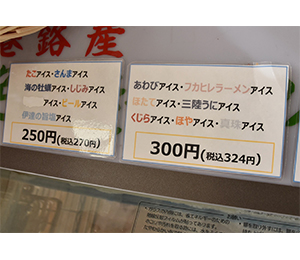 路産
たこアイス・さんまアイス
海の牡蠣アイス・しじみアイス
アイス・ビールアイス
伊達の旨塩アイス
250円(税込270円)
あわびアイス・フカヒレラーメンアイス
ほたてアイス・三陸うにアイス
くじらアイス・ほやアイス・真珠アイス
300円(税込324円)